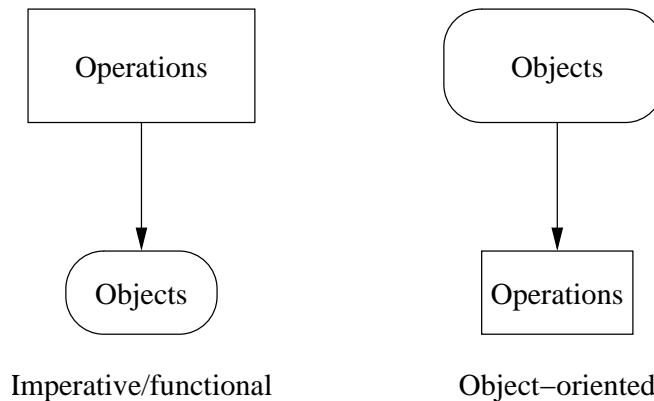 Operations
Objects
Objects
Operations
Imperative/functional
Object−oriented